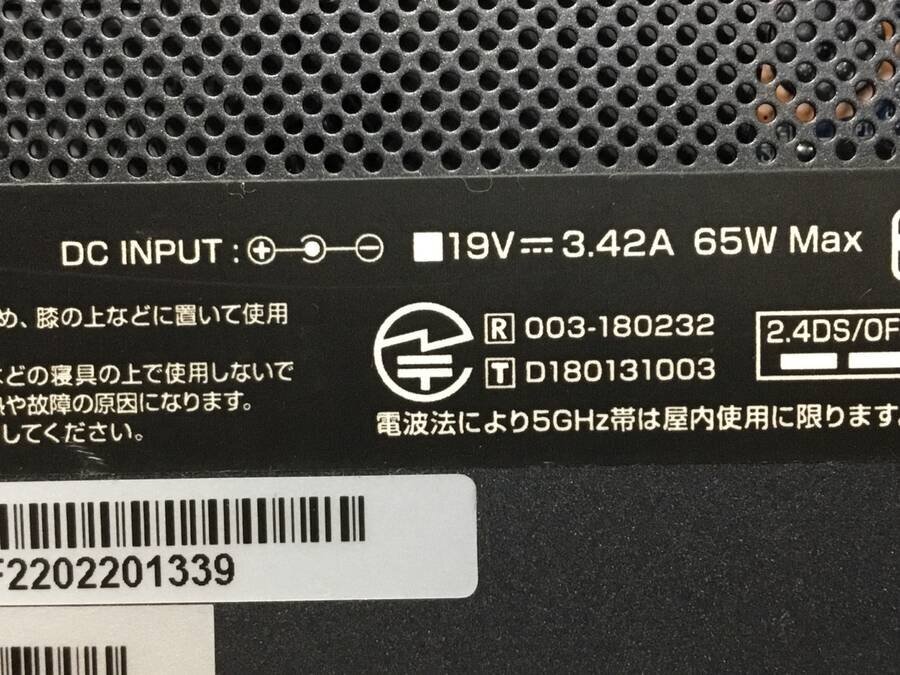 DC INPUT : 19V 3.42A 65W Max
め、膝の上などに置いて使用
などの寝具の上で使用しないで
や故障の原因になります。
してください。
R 003-180232
T D180131003
2.4DS/OF
電波法により5GHz帯は屋内使用に限ります。
F2202201339